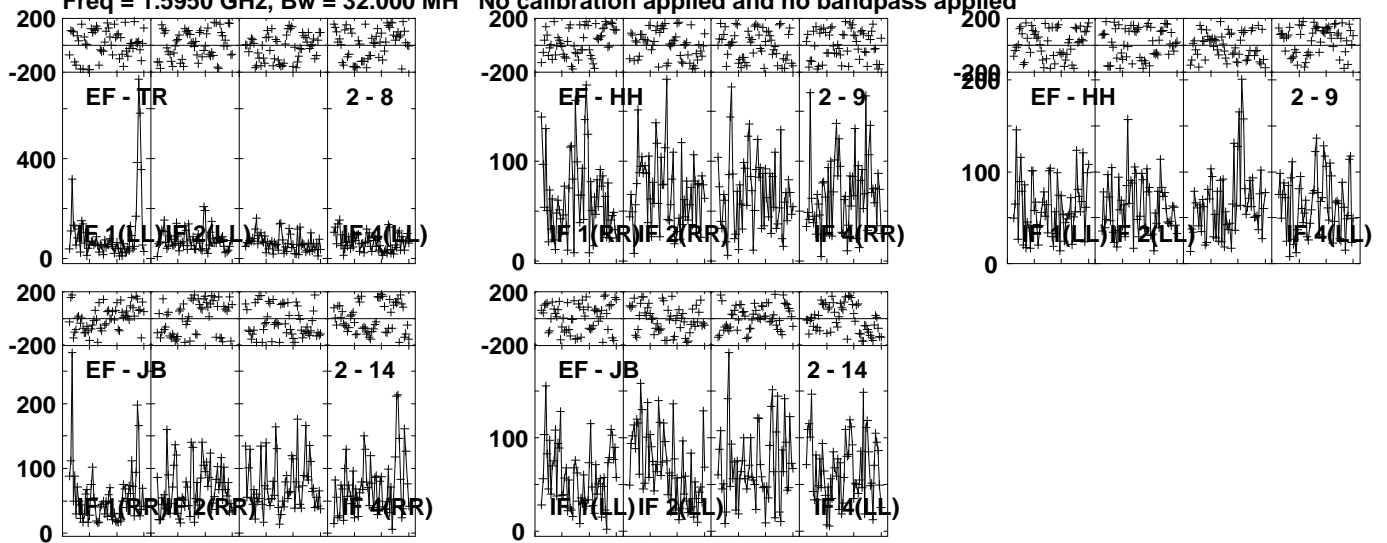 Freq = 1.5950 GHz, Bw = 32.000 MH No calibration applied and no bandpass applied
200
-200
EF - TR 2 - 8
400
0
IF 1(LL) IF 2(LL) IF 4(LL)
200
-200
EF - HH 2 - 9
100
0
IF 1(RR) IF 2(RR) IF 4(RR)
200
-200
200
EF - HH 2 - 9
100
0
IF 1(LL) IF 2(LL) IF 4(LL)
200
-200
EF - JB 2 - 14
200
100
0
IF 1(RR) IF 2(RR) IF 4(RR)
200
-200
EF - JB 2 - 14
100
0
IF 1(LL) IF 2(LL) IF 4(LL)